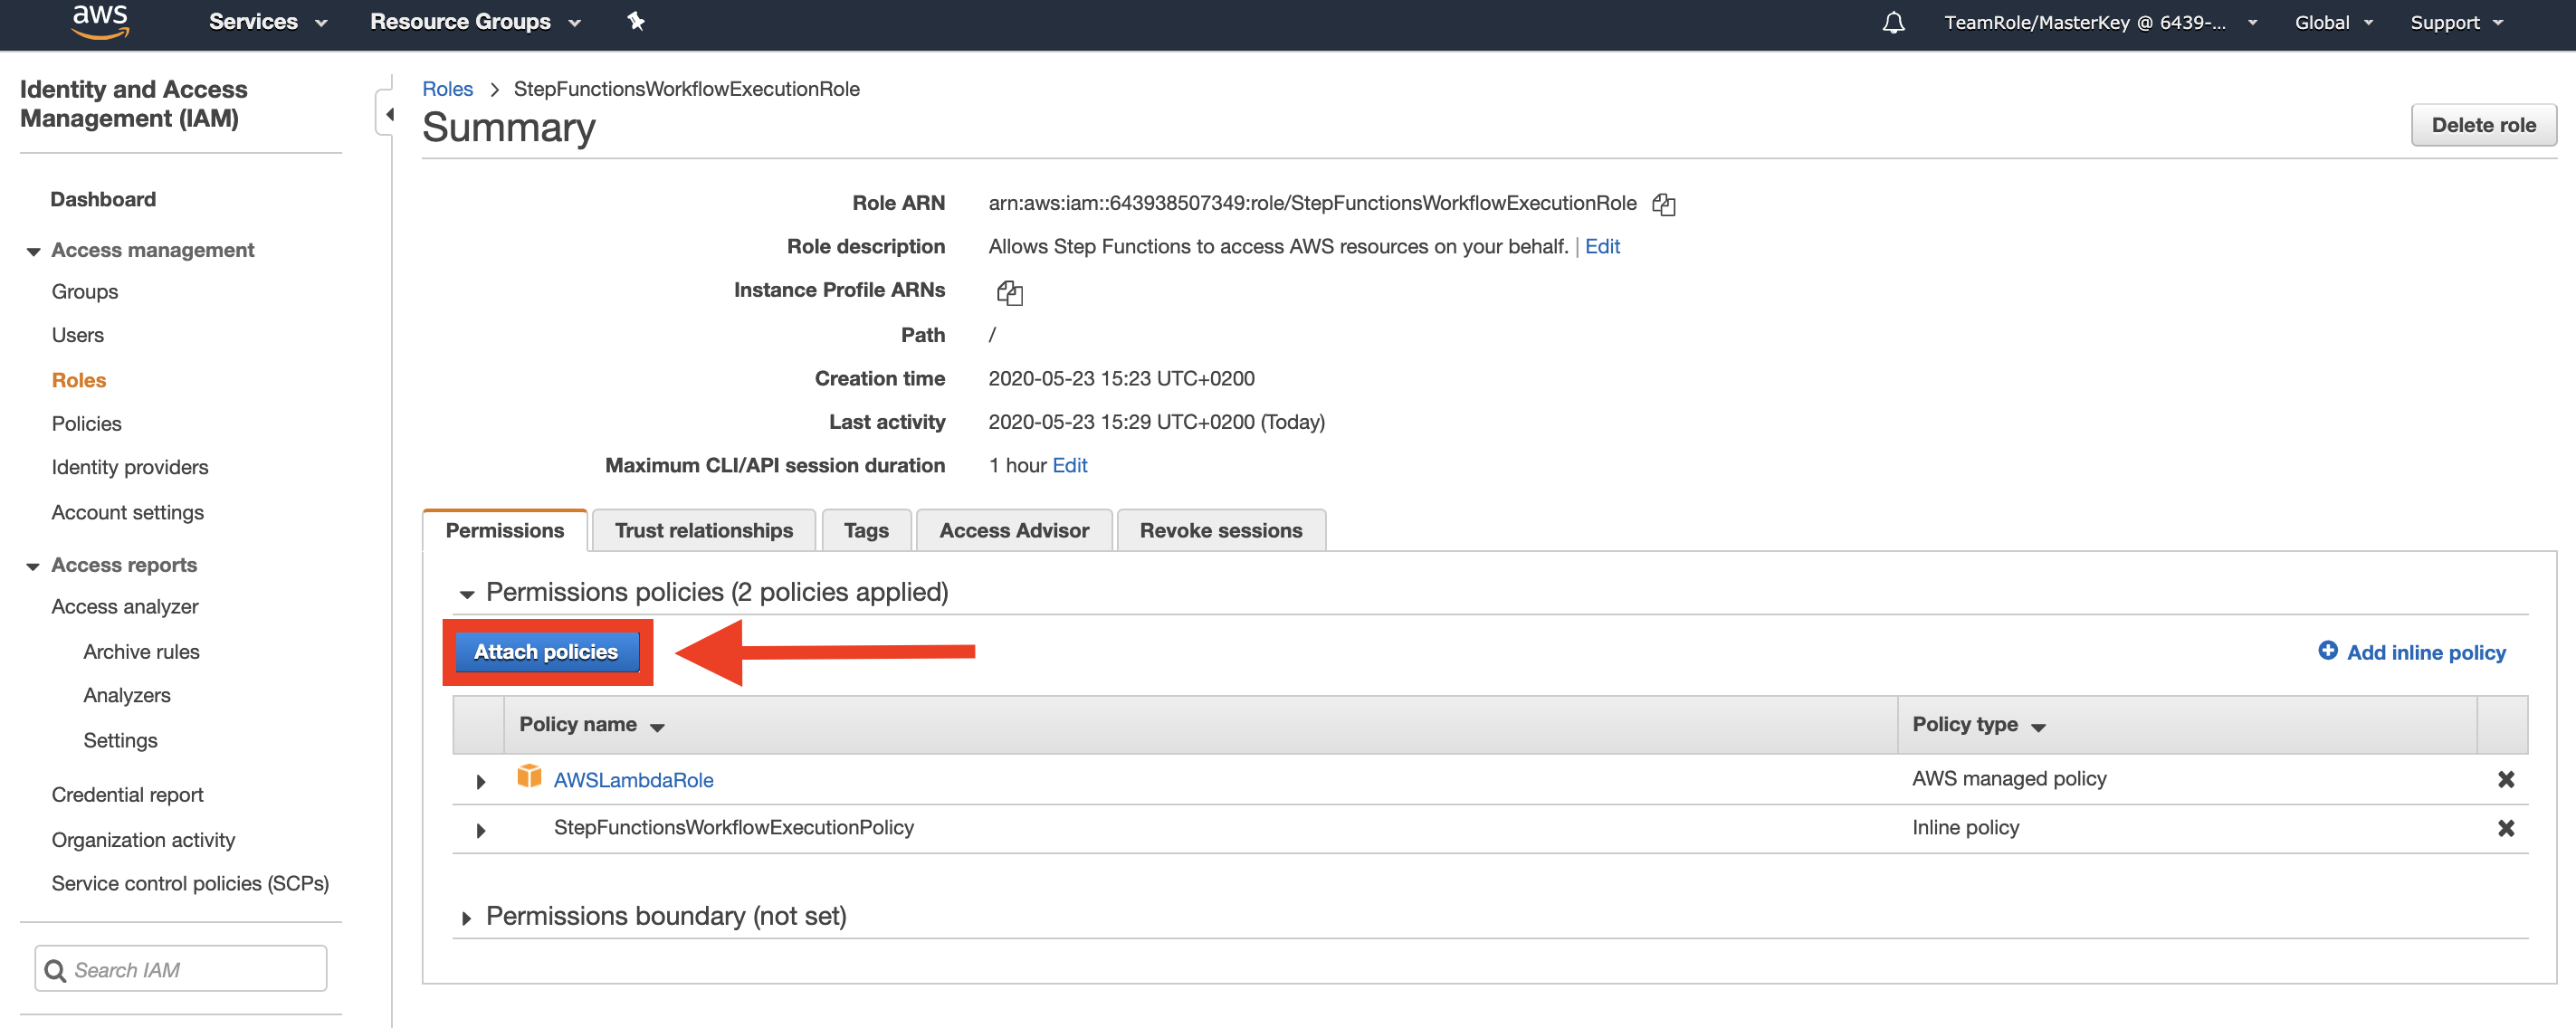 aws
Services
Resource Groups
TeamRole/MasterKey @ 6439-...
Global
Support
Identity and Access
Management (IAM)
Dashboard
Access management
Groups
Users
Roles
Policies
Identity providers
Account settings
Access reports
Access analyzer
Archive rules
Analyzers
Settings
Credential report
Organization activity
Service control policies (SCPs)
Search IAM
Roles > StepFunctionsWorkflowExecutionRole
Summary
Delete role
Role ARN arn:aws:iam::643938507349:role/StepFunctionsWorkflowExecutionRole
Role description Allows Step Functions to access AWS resources on your behalf. | Edit
Instance Profile ARNs
Path /
Creation time 2020-05-23 15:23 UTC+0200
Last activity 2020-05-23 15:29 UTC+0200 (Today)
Maximum CLI/API session duration 1 hour Edit
Permissions
Trust relationships
Tags
Access Advisor
Revoke sessions
Permissions policies (2 policies applied)
Attach policies
Add inline policy
Policy name Policy type
AWSLambdaRole AWS managed policy
StepFunctionsWorkflowExecutionPolicy Inline policy
Permissions boundary (not set)